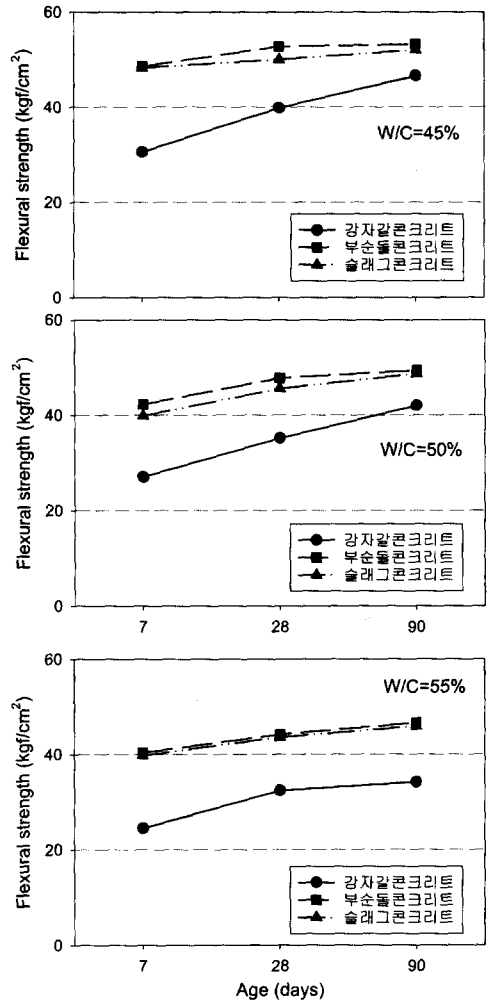 60
40
20
0
Flexural strength (kgf/cm²)
W/C=45%
강자갈콘크리트
부순돌콘크리트
슬래그콘크리트
60
40
20
0
Flexural strength (kgf/cm²)
W/C=50%
강자갈콘크리트
부순돌콘크리트
슬래그콘크리트
7 28 90
60
40
20
0
Flexural strength (kgf/cm²)
W/C=55%
강자갈콘크리트
부순돌콘크리트
슬래그콘크리트
7 28 90
Age (days)